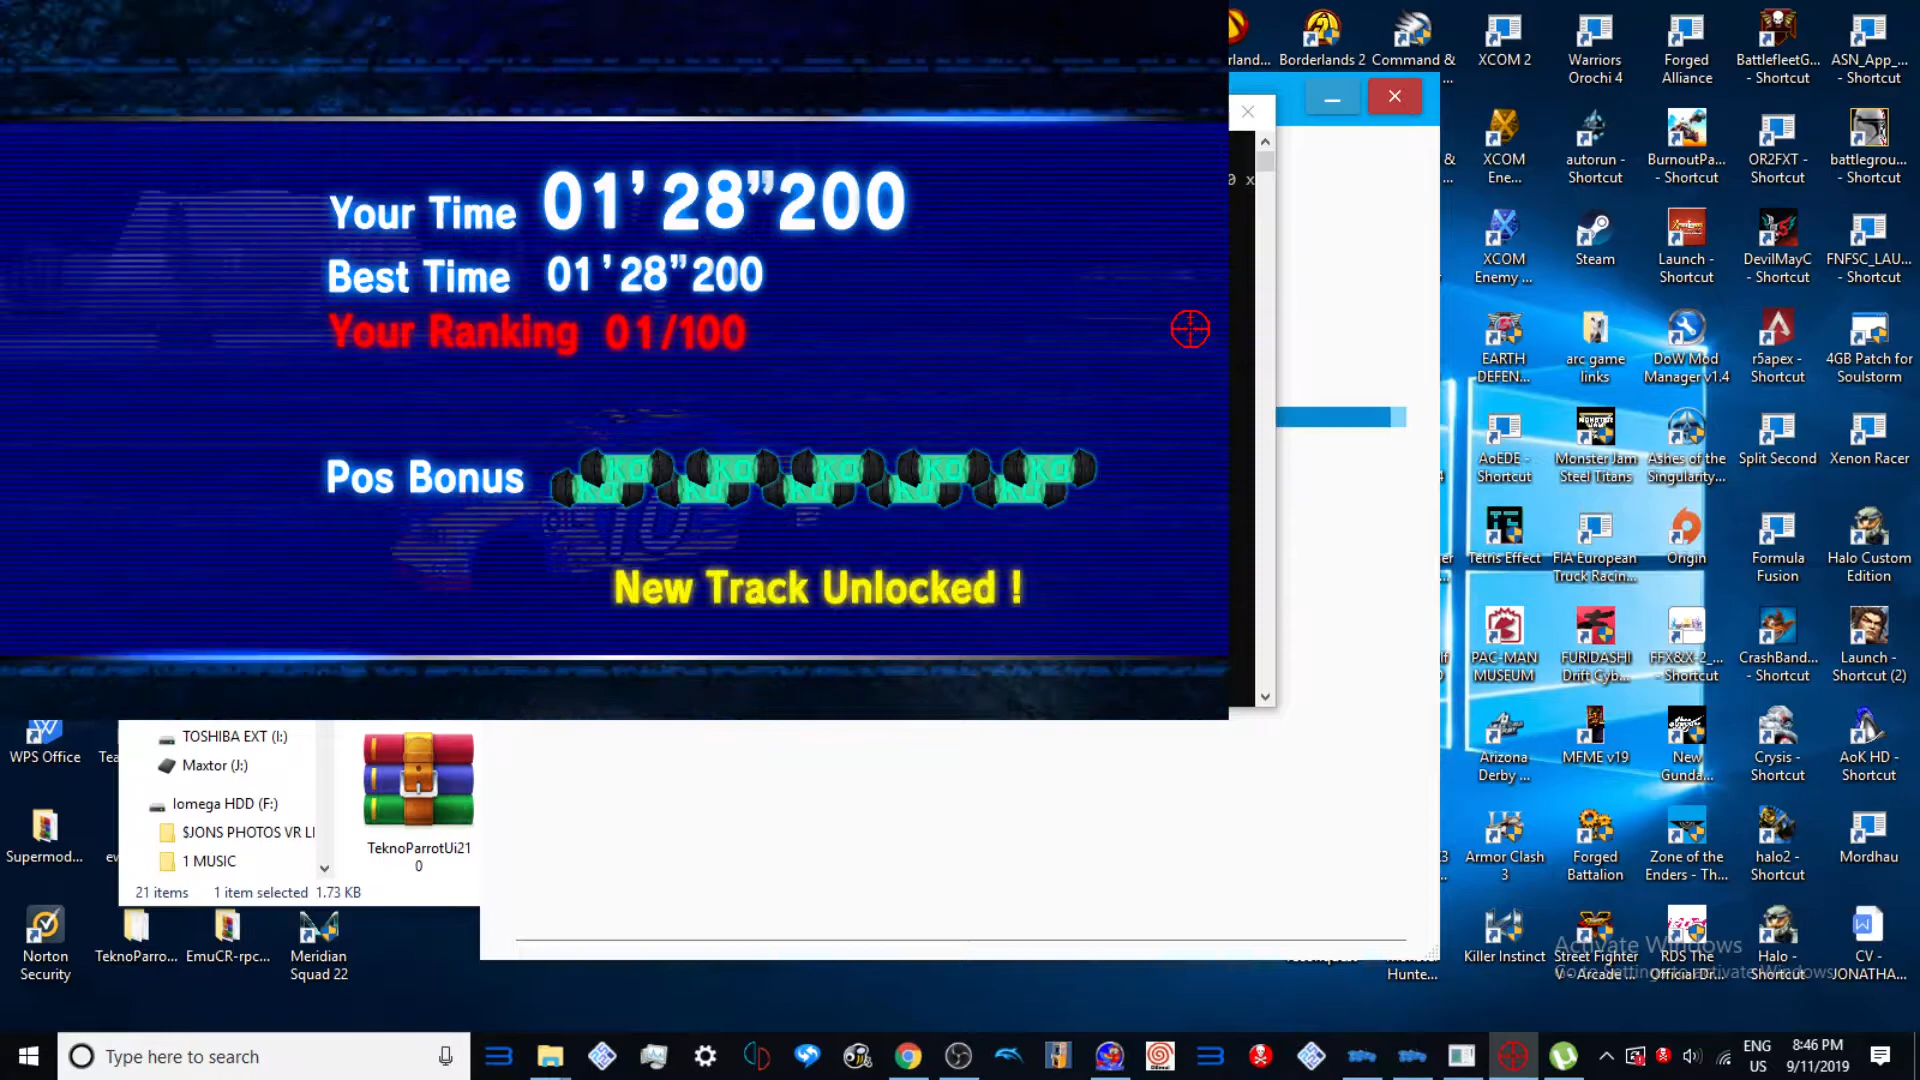 Your Time 01'28"200
Best Time 01'28"200
Your Ranking 01/100
Pos Bonus
New Track Unlocked !
Borderlands 2
Command &
...
XCOM 2
Warriors
Orochi 4
Forged
Alliance
BattlefleetG...
- Shortcut
ASN_App_...
- Shortcut
XCOM
Ene...
autorun -
Shortcut
BurnoutPa...
- Shortcut
OR2FXT -
Shortcut
battlegrou...
- Shortcut
XCOM
Enemy ...
Steam
Launch -
Shortcut
DevilMayC
- Shortcut
FNFSC_LAU...
- Shortcut
EARTH
DEFEN...
arc game
links
DoW Mod
Manager v1.4
r5apex -
Shortcut
4GB Patch for
Soulstorm
AoEDE -
Shortcut
Monster Jam
Steel Titans
Ashes of the
Singularity...
Split Second
Xenon Racer
Tetris Effect
FIA European
Truck Racin...
Origin
Formula
Fusion
Halo Custom
Edition
PAC-MAN
MUSEUM
FURIDASHI
Drift Cyb...
FFX&X-2_...
- Shortcut
CrashBand...
- Shortcut
Launch -
Shortcut (2)
Arizona
Derby ...
MFME v19
New
Gunda...
Crysis -
Shortcut
AoK HD -
Shortcut
Armor Clash
3
Forged
Battalion
Zone of the
Enders - Th...
halo2 -
Shortcut
Mordhau
Killer Instinct
Street Fighter
V - Arcade ...
RDS The
Official Dr...
Halo -
Shortcut
CV -
JONATHA...
Activate Windows
Go to Settings to activate Windows.
WPS Office
Supermod...
TOSHIBA EXT (I:)
Maxtor (J:)
Iomega HDD (F:)
$JONS PHOTOS VR LI
1 MUSIC
TeknoParrotUi21
0
21 items 1 item selected 1.73 KB
Norton
Security
TeknoParro...
EmuCR-rpc...
Meridian
Squad 22
Hunte...
Type here to search
ENG
US
8:46 PM
9/11/2019